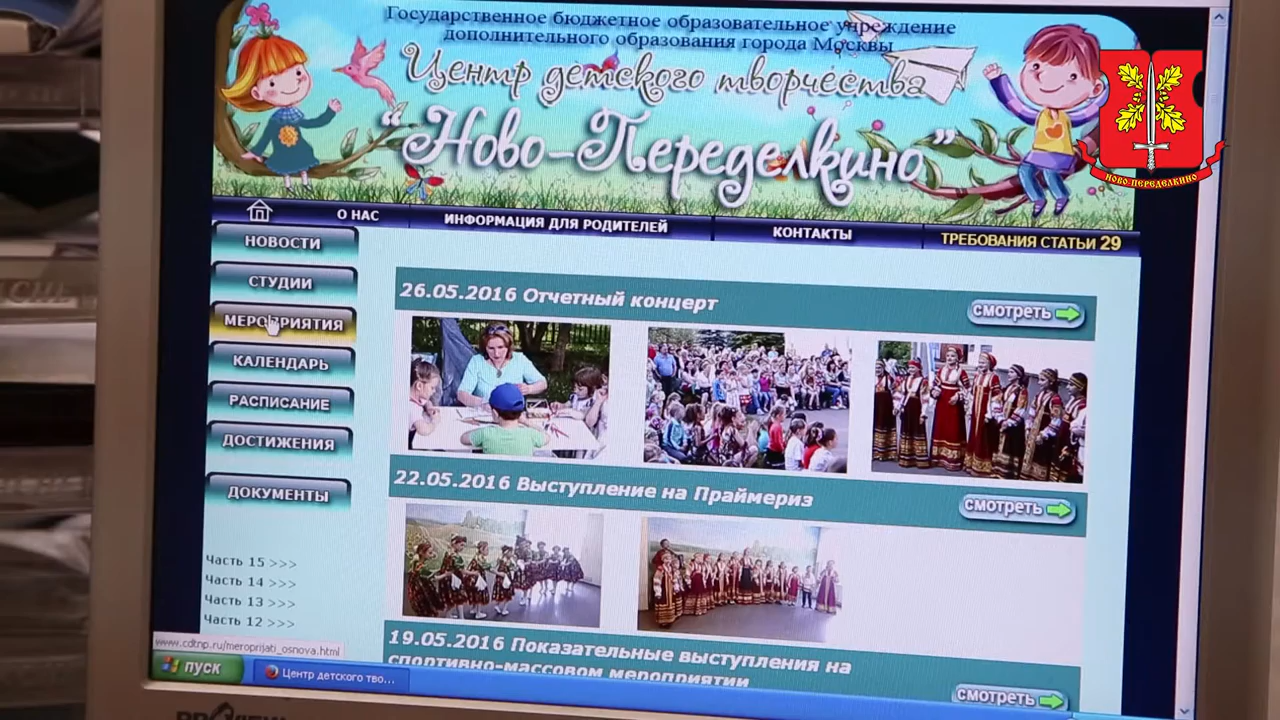 Государственное бюджетное образовательное учреждение
дополнительного образования города Москвы
Центр детского творчества
"Ново-Переделкино"
НОВО-ПЕРЕДЕЛКИНО
О НАС
ИНФОРМАЦИЯ ДЛЯ РОДИТЕЛЕЙ
КОНТАКТЫ
ТРЕБОВАНИЯ СТАТЬИ 29
НОВОСТИ
СТУДИИ
МЕРОПРИЯТИЯ
КАЛЕНДАРЬ
РАСПИСАНИЕ
ДОСТИЖЕНИЯ
ДОКУМЕНТЫ
Часть 15 >>>
Часть 14 >>>
Часть 13 >>>
Часть 12 >>>
26.05.2016 Отчетный концерт
смотреть
22.05.2016 Выступление на Праймериз
смотреть
19.05.2016 Показательные выступления на
спортивно-массовом мероприятии
смотреть
www.cdtnp.ru/meroprijati_osnova.html
пуск
Центр детского тво...